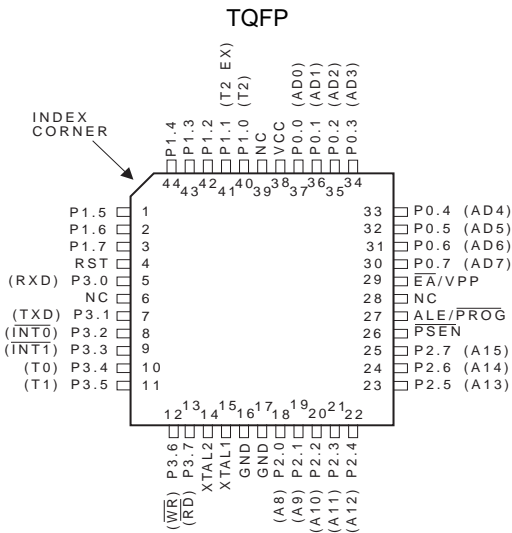 TQFP
INDEX
CORNER
P1.4
P1.3
P1.2
P1.1 (T2 EX)
P1.0 (T2)
NC
VCC
P0.0 (AD0)
P0.1 (AD1)
P0.2 (AD2)
P0.3 (AD3)
44
43
42
41
40
39
38
37
36
35
34
P1.5 1
P1.6 2
P1.7 3
RST 4
(RXD) P3.0 5
NC 6
(TXD) P3.1 7
(INT0) P3.2 8
(INT1) P3.3 9
(T0) P3.4 10
(T1) P3.5 11
33 P0.4 (AD4)
32 P0.5 (AD5)
31 P0.6 (AD6)
30 P0.7 (AD7)
29 EA/VPP
28 NC
27 ALE/PROG
26 PSEN
25 P2.7 (A15)
24 P2.6 (A14)
23 P2.5 (A13)
12
13
14
15
16
17
18
19
20
21
22
(WR) P3.6
(RD) P3.7
XTAL2
XTAL1
GND
GND
(A8) P2.0
(A9) P2.1
(A10) P2.2
(A11) P2.3
(A12) P2.4